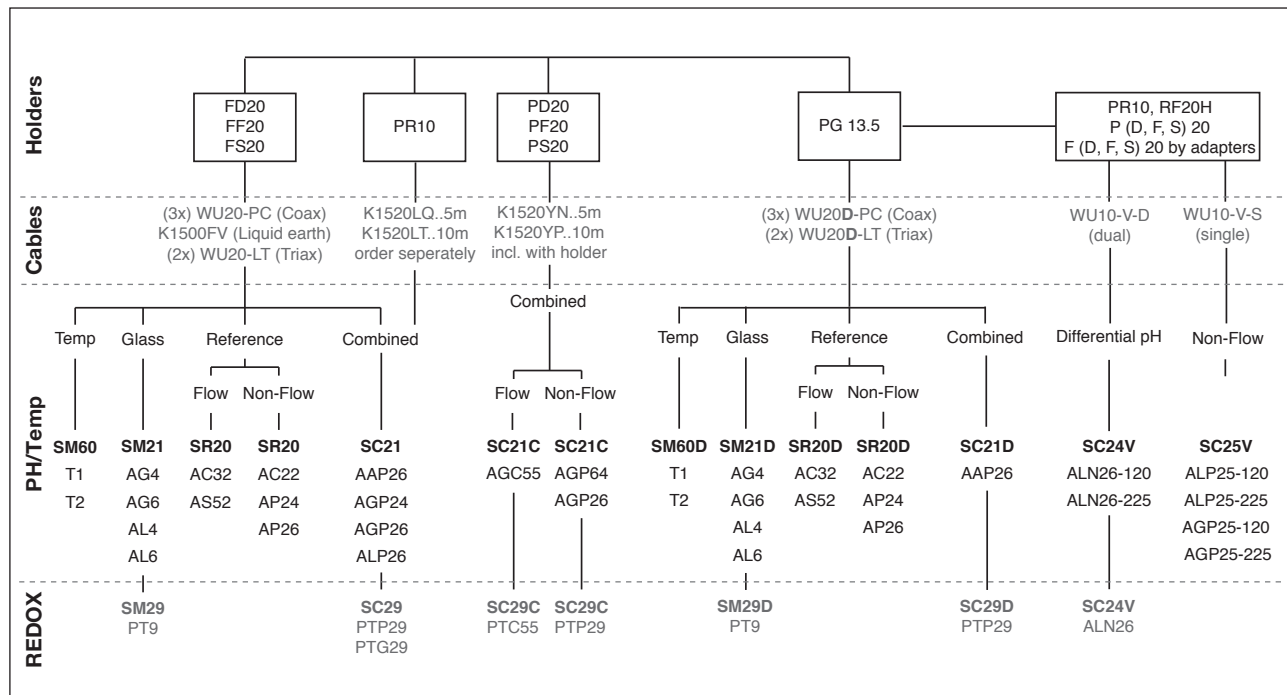 Holders
FD20
FF20
FS20
PR10
PD20
PF20
PS20
PG 13.5
PR10, RF20H
P (D, F, S) 20
F (D, F, S) 20 by adapters
Cables
(3x) WU20-PC (Coax)
K1500FV (Liquid earth)
(2x) WU20-LT (Triax)
K1520LQ..5m
K1520LT..10m
order seperately
K1520YN..5m
K1520YP..10m
incl. with holder
(3x) WU20D-PC (Coax)
(2x) WU20D-LT (Triax)
WU10-V-D
(dual)
WU10-V-S
(single)
PH/Temp
Temp
Glass
Reference
Combined
Flow
Non-Flow
SM60
T1
T2
SM21
AG4
AG6
AL4
AL6
SR20
AC32
AS52
SR20
AC22
AP24
AP26
SC21
AAP26
AGP24
AGP26
ALP26
Combined
Flow
Non-Flow
SC21C
AGC55
SC21C
AGP64
AGP26
Temp
Glass
Reference
Combined
Flow
Non-Flow
SM60D
T1
T2
SM21D
AG4
AG6
AL4
AL6
SR20D
AC32
AS52
SR20D
AC22
AP24
AP26
SC21D
AAP26
Differential pH
SC24V
ALN26-120
ALN26-225
Non-Flow
SC25V
ALP25-120
ALP25-225
AGP25-120
AGP25-225
REDOX
SM29
PT9
SC29
PTP29
PTG29
SC29C
PTC55
SC29C
PTP29
SM29D
PT9
SC29D
PTP29
SC24V
ALN26